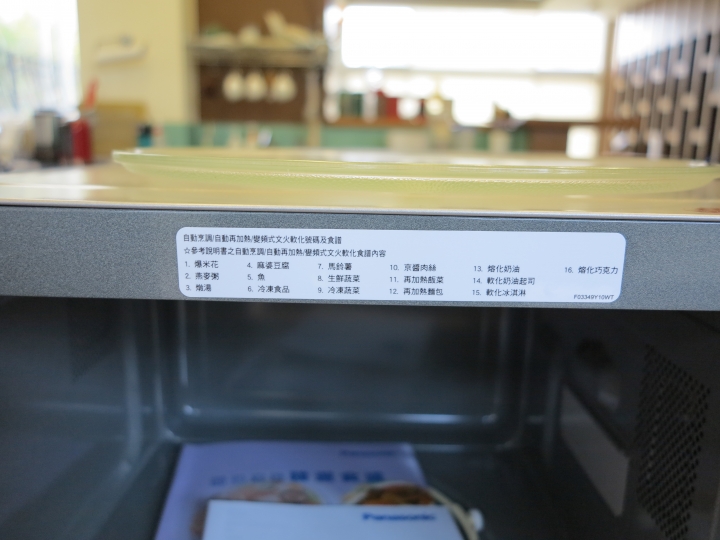 自動烹調/自動再加熱/變頻式文火軟化號碼及食譜
☆參考說明書之自動烹調/自動再加熱/變頻式文火軟化食譜內容
1. 爆米花 4. 麻婆豆腐 7. 馬鈴薯 10. 京醬肉絲 13. 熔化奶油 16. 熔化巧克力
2. 燕麥粥 5. 魚 8. 生鮮蔬菜 11. 再加熱飯菜 14. 軟化奶油起司
3. 燉湯 6. 冷凍食品 9. 冷凍蔬菜 12. 再加熱麵包 15. 軟化冰淇淋
F03349Y10WT
Panasonic
Panasonic